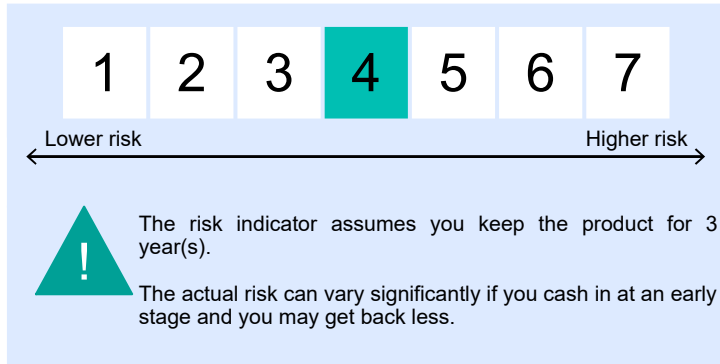 1 2 3 4 5 6 7
Lower risk Higher risk
!
The risk indicator assumes you keep the product for 3
year(s).
The actual risk can vary significantly if you cash in at an early
stage and you may get back less.